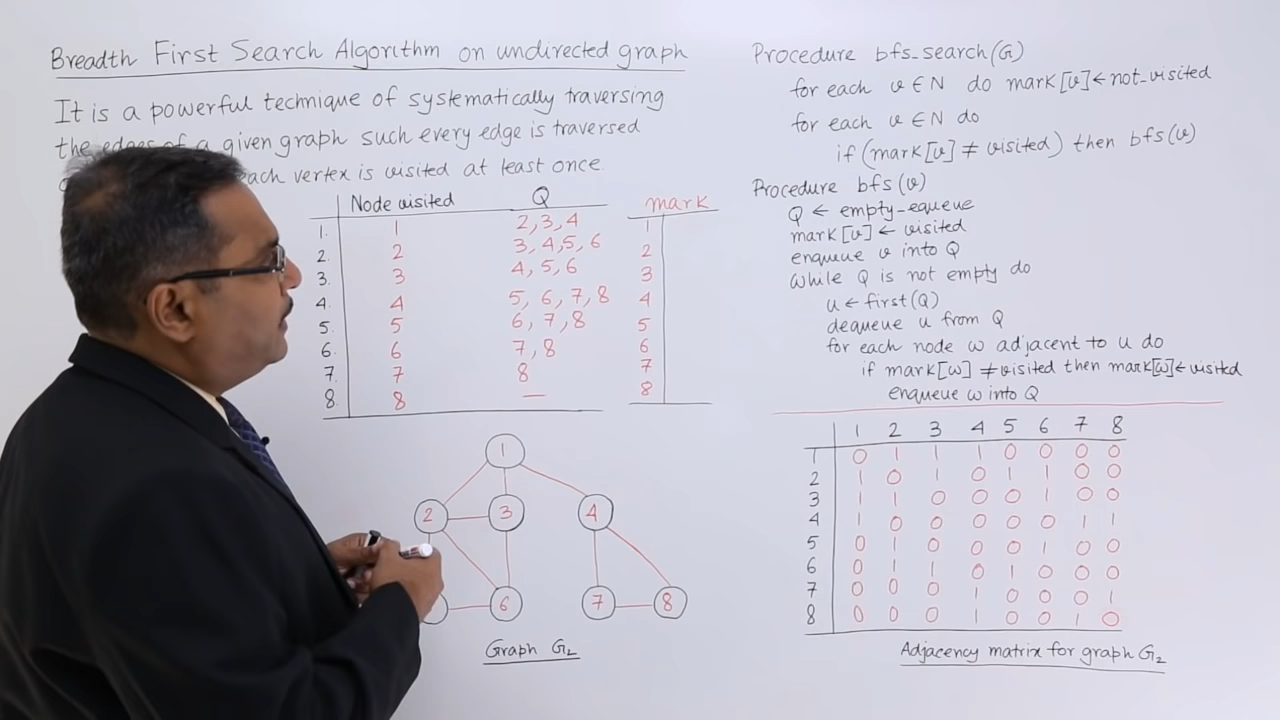 Breadth First Search Algorithm on undirected graph
It is a powerful technique of systematically traversing
the edges of a given graph such every edge is traversed
each vertex is visited at least once.
Node visited Q
1. 1 2, 3, 4
2. 2 3, 4, 5, 6
3. 3 4, 5, 6
4. 4 5, 6, 7, 8
5. 5 6, 7, 8
6. 6 7, 8
7. 7 8
8. 8 —
mark
1
2
3
4
5
6
7
8
1
2 3 4
6 7 8
Graph G2
Procedure bfs_search(G)
for each v ∈ N do mark[v] ← not_visited
for each v ∈ N do
if (mark[v] ≠ visited) then bfs(v)
Procedure bfs(v)
Q ← empty_equeue
mark[v] ← visited
enqueue v into Q
while Q is not empty do
u ← first(Q)
dequeue u from Q
for each node w adjacent to u do
if mark[w] ≠ visited then mark[w] ← visited
enqueue w into Q
1 2 3 4 5 6 7 8
1 0 1 1 1 0 0 0 0
2 1 0 1 0 1 1 0 0
3 1 1 0 0 0 1 0 0
4 1 0 0 0 0 0 1 1
5 0 1 0 0 0 1 0 0
6 0 1 1 0 1 0 0 0
7 0 0 0 1 0 0 0 1
8 0 0 0 1 0 0 1 0
Adjacency matrix for graph G2